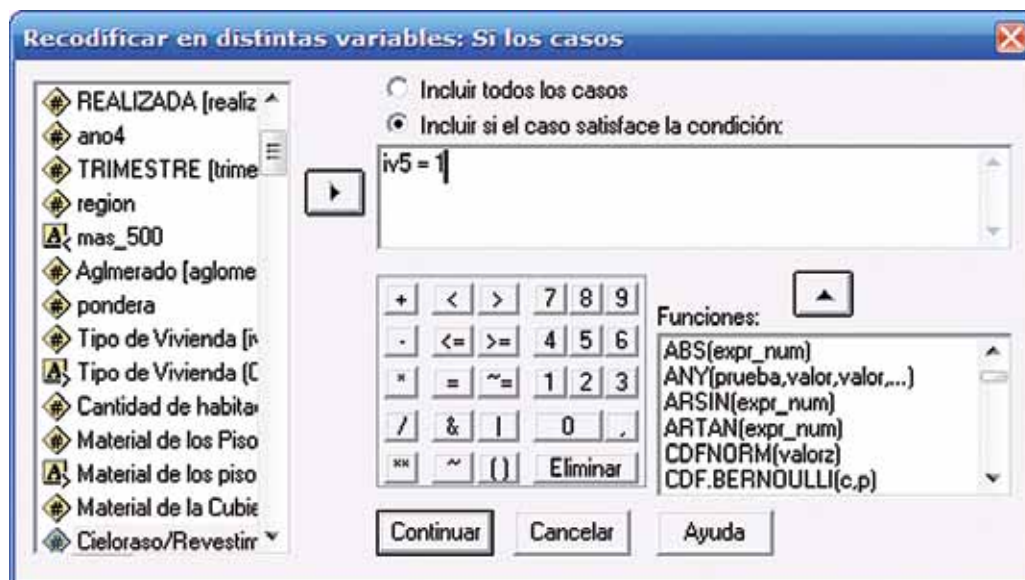 Recodificar en distintas variables: Si los casos
REALIZADA [realiz
ano4
TRIMESTRE [trime
region
mas_500
Aglmerado [aglome
pondera
Tipo de Vivienda [iv
Tipo de Vivienda (C
Cantidad de habita
Material de los Piso
Material de los piso
Material de la Cubie
Cieloraso/Revestim
Incluir todos los casos
Incluir si el caso satisface la condición:
iv5 = 1
+ < > 7 8 9
- <= >= 4 5 6
* = ~= 1 2 3
/ & | 0 ,
** ~ () Eliminar
Funciones:
ABS(expr_num)
ANY(prueba,valor,valor,...)
ARSIN(expr_num)
ARTAN(expr_num)
CDFNORM(valorz)
CDF.BERNOULLI(c,p)
Continuar Cancelar Ayuda